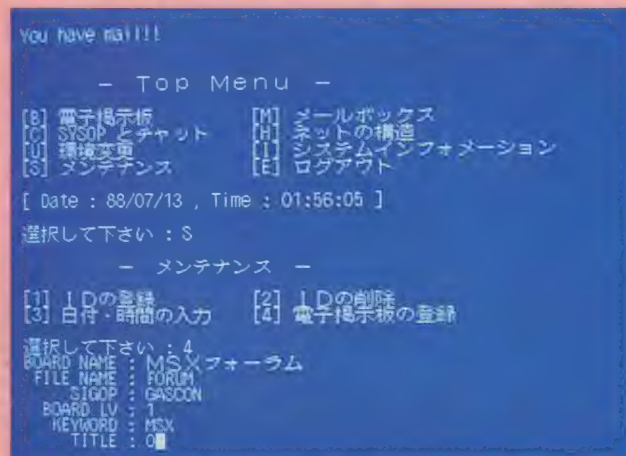 You have mail!!!
— Top Menu —
[B] 電子掲示板 [M] メールボックス
[C] SYSOP とチャット [H] ネットの構造
[U] 環境変更 [I] システムインフォメーション
[S] メンテナンス [E] ログアウト
[ Date : 88/07/13 , Time : 01:56:05 ]
選択して下さい : S
— メンテナンス —
[1] IDの登録 [2] IDの削除
[3] 日付・時間の入力 [4] 電子掲示板の登録
選択して下さい : 4
BOARD NAME : MSXフォーラム
FILE NAME : FORUM
SIGOP : GASCON
BOARD LV : 1
KEYWORD : MSX
TITLE : O